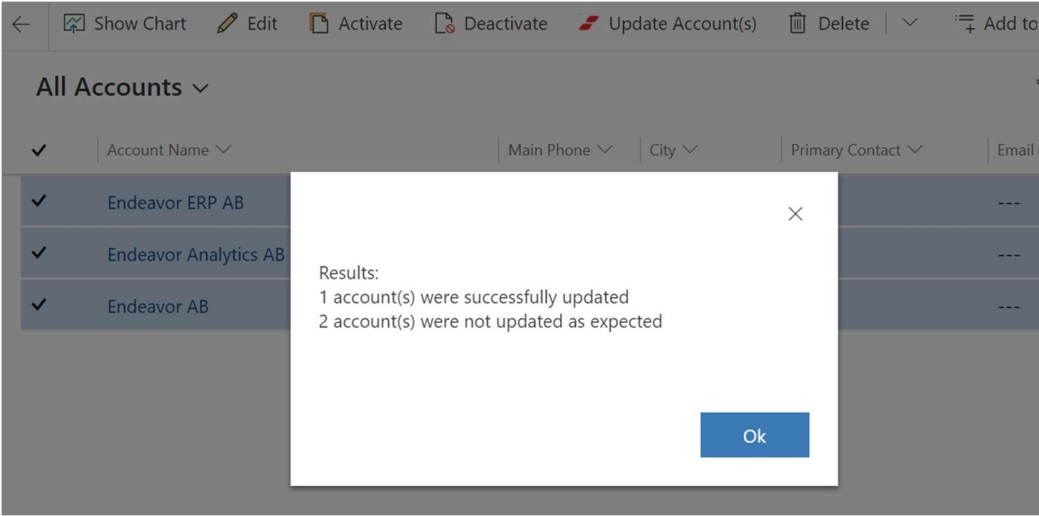 Show Chart Edit Activate Deactivate Update Account(s) Delete Add to
All Accounts
Account Name Main Phone City Primary Contact Email
Endeavor ERP AB ---
Endeavor Analytics AB ---
Endeavor AB ---
Results:
1 account(s) were successfully updated
2 account(s) were not updated as expected
Ok